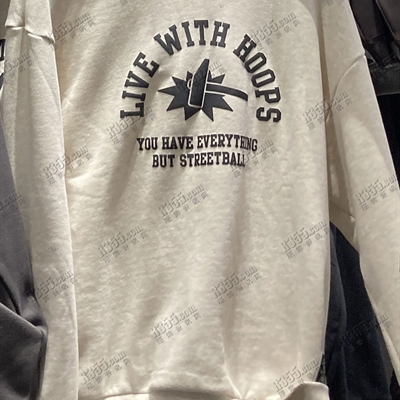 LIVE WITH HOOPS
YOU HAVE EVERYTHING
BUT STREETBALL